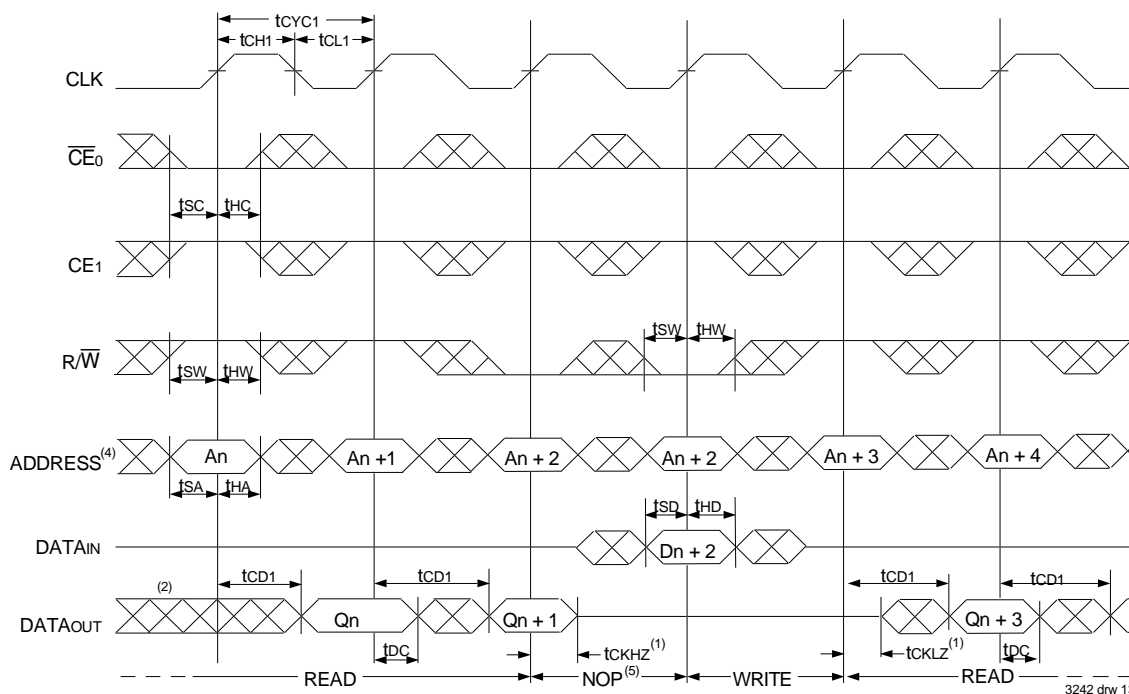 tCYC1
tCH1 tCL1
CLK
CE0
tSC tHC
CE1
tSW tHW
R/W
tSW tHW
ADDRESS(4) An An +1 An + 2 An + 2 An + 3 An + 4
tSA tHA
tSD tHD
DATAIN Dn + 2
(2) tCD1 tCD1 tCD1 tCD1
DATAOUT Qn Qn + 1 Qn + 3
tDC tCKHZ(1) tCKLZ(1) tDC
READ NOP(5) WRITE READ
3242 drw 1